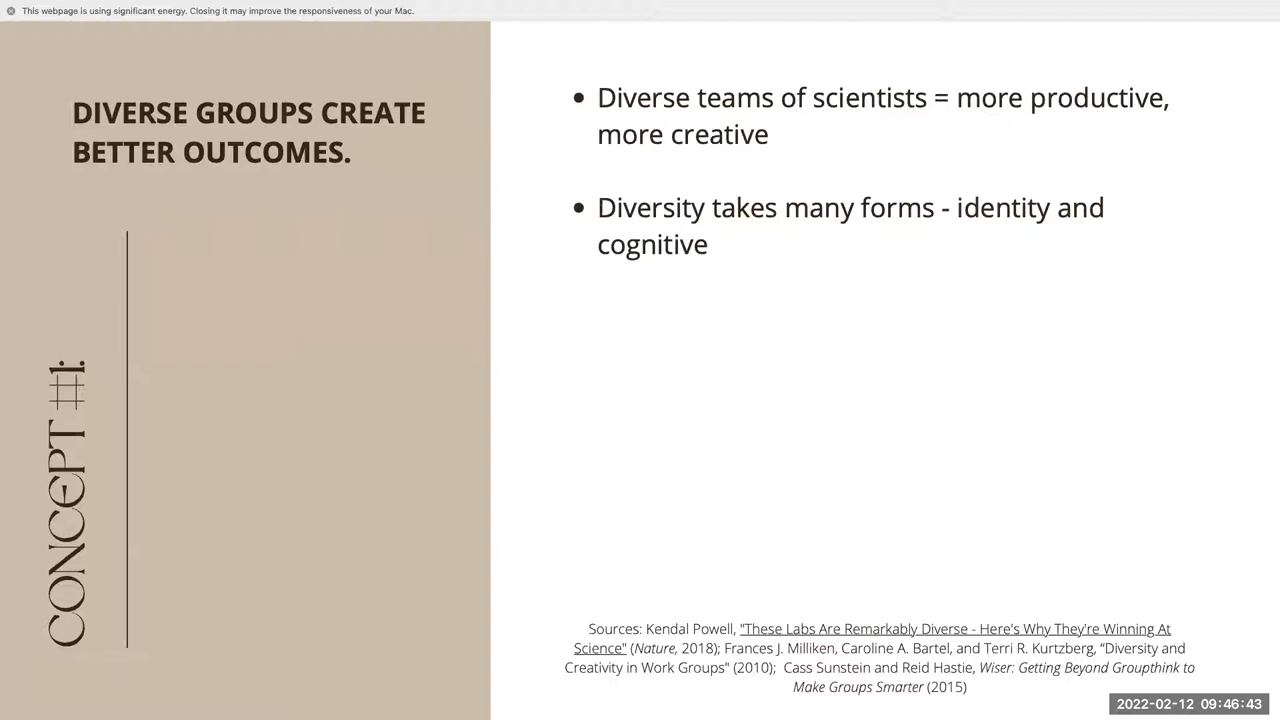 This webpage is using significant energy. Closing it may improve the responsiveness of your Mac.
DIVERSE GROUPS CREATE
BETTER OUTCOMES.
CONCEPT #1:
• Diverse teams of scientists = more productive,
more creative
• Diversity takes many forms - identity and
cognitive
Sources: Kendal Powell, "These Labs Are Remarkably Diverse - Here's Why They're Winning At
Science" (Nature, 2018); Frances J. Milliken, Caroline A. Bartel, and Terri R. Kurtzberg, “Diversity and
Creativity in Work Groups" (2010);  Cass Sunstein and Reid Hastie, Wiser: Getting Beyond Groupthink to
Make Groups Smarter (2015)
2022-02-12 09:46:43